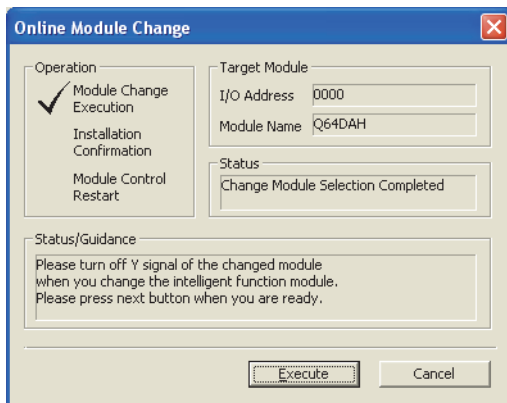 Online Module Change
Operation
Module Change
Execution
Installation
Confirmation
Module Control
Restart
Target Module
I/O Address 0000
Module Name Q64DAH
Status
Change Module Selection Completed
Status/Guidance
Please turn off Y signal of the changed module
when you change the intelligent function module.
Please press next button when you are ready.
Execute
Cancel